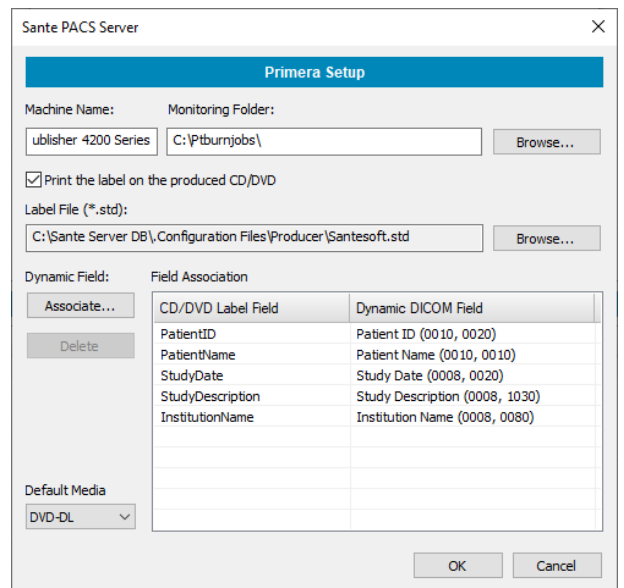 Sante PACS Server
Primera Setup
Machine Name: Monitoring Folder:
ublisher 4200 Series C:\Ptburnjobs\ Browse...
Print the label on the produced CD/DVD
Label File (*.std):
C:\Sante Server DB\.Configuration Files\Producer\Santesoft.std Browse...
Dynamic Field: Field Association
Associate... CD/DVD Label Field Dynamic DICOM Field
Delete
PatientID Patient ID (0010, 0020)
PatientName Patient Name (0010, 0010)
StudyDate Study Date (0008, 0020)
StudyDescription Study Description (0008, 1030)
InstitutionName Institution Name (0008, 0080)
Default Media
DVD-DL
OK Cancel